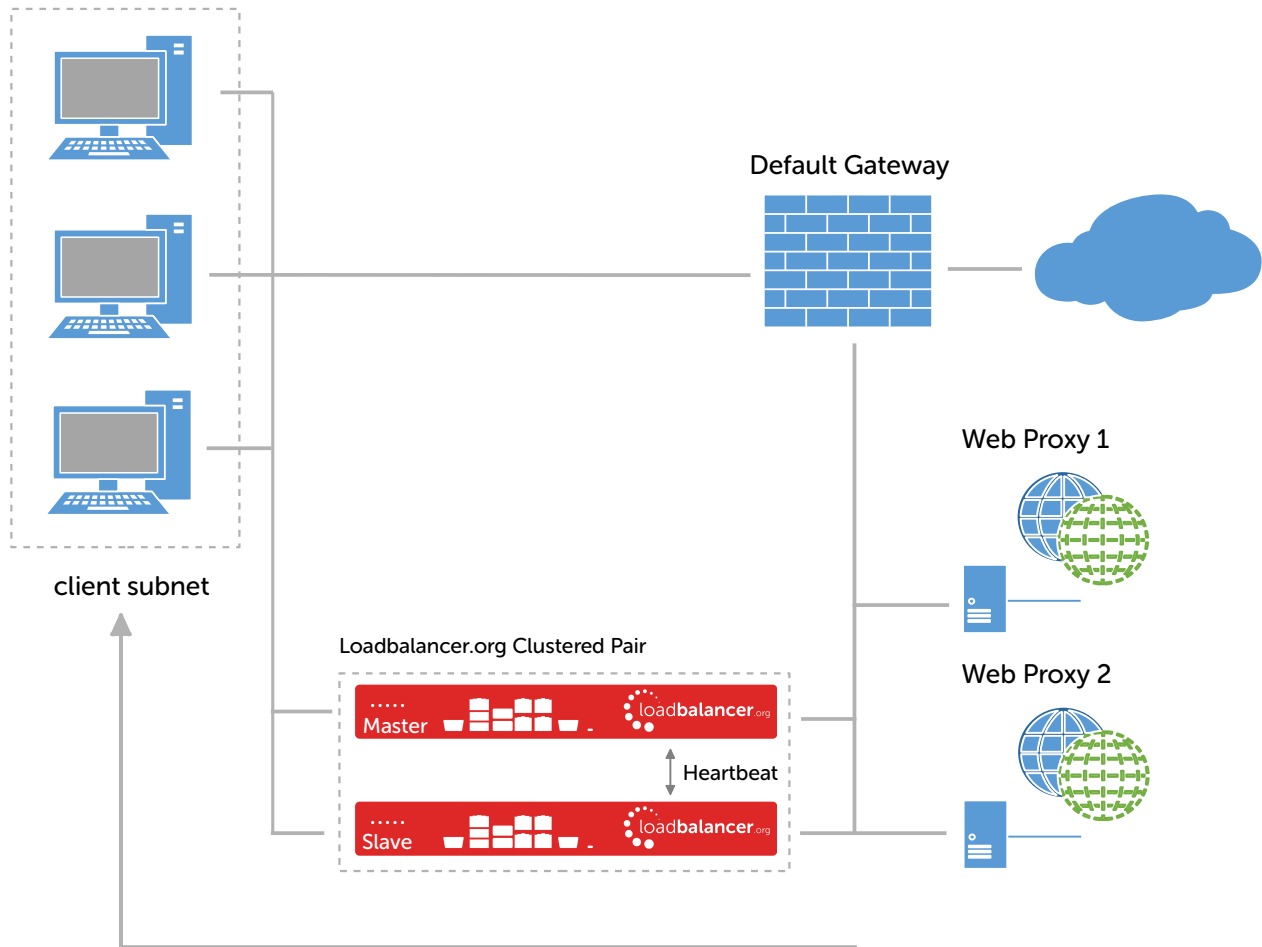 Default Gateway
Web Proxy 1
client subnet
Loadbalancer.org Clustered Pair
Master
loadbalancer.org
Heartbeat
Slave
loadbalancer.org
Web Proxy 2